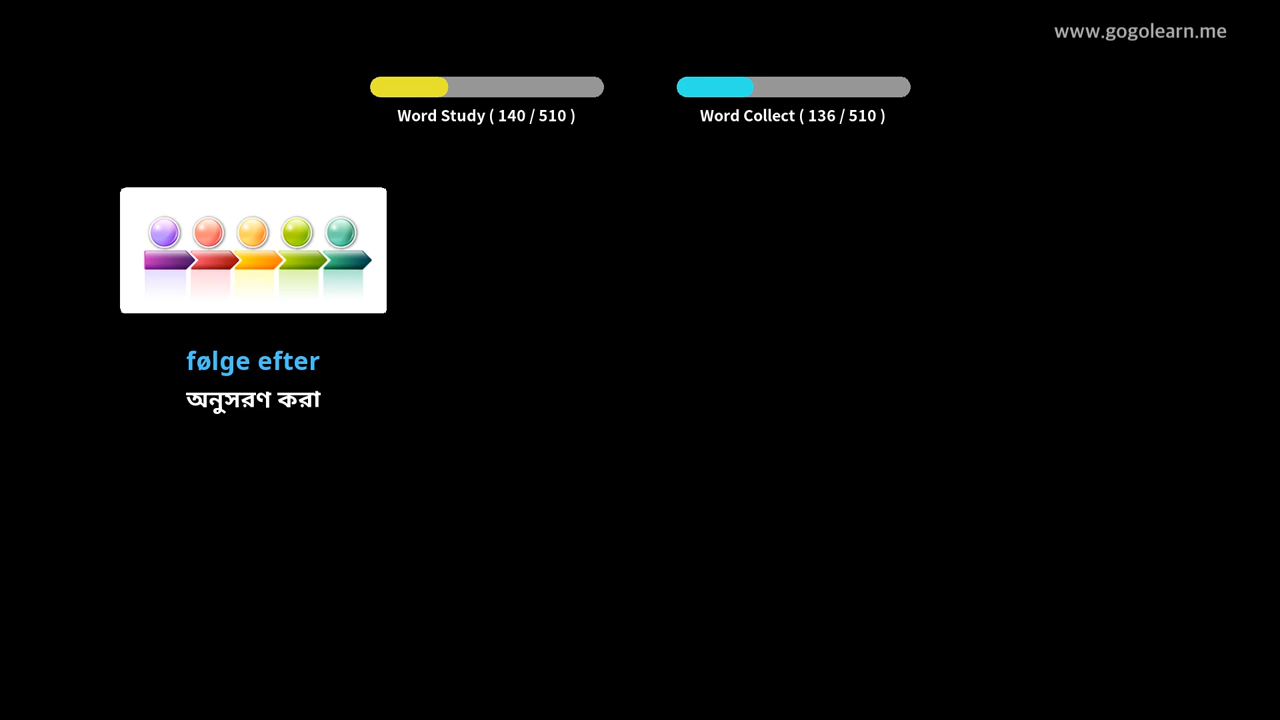 www.gogolearn.me
Word Study ( 140 / 510 )
Word Collect ( 136 / 510 )
følge efter
অনুসরণ করা